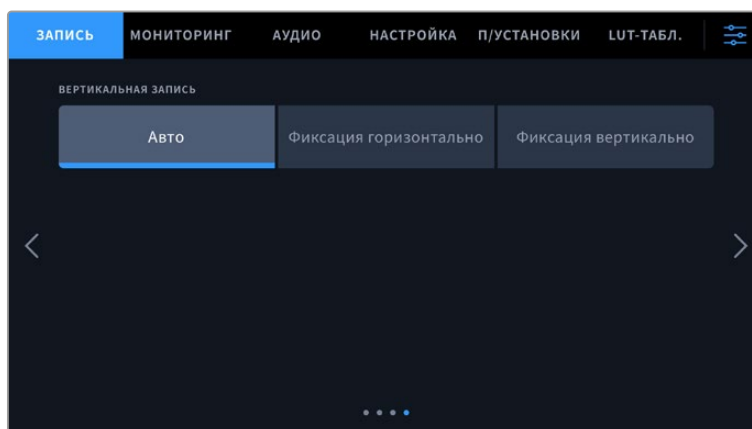 ЗАПИСЬ МОНИТОРИНГ АУДИО НАСТРОЙКА П/УСТАНОВКИ LUT-ТАБЛ.
ВЕРТИКАЛЬНАЯ ЗАПИСЬ
Авто Фиксация горизонтально Фиксация вертикально